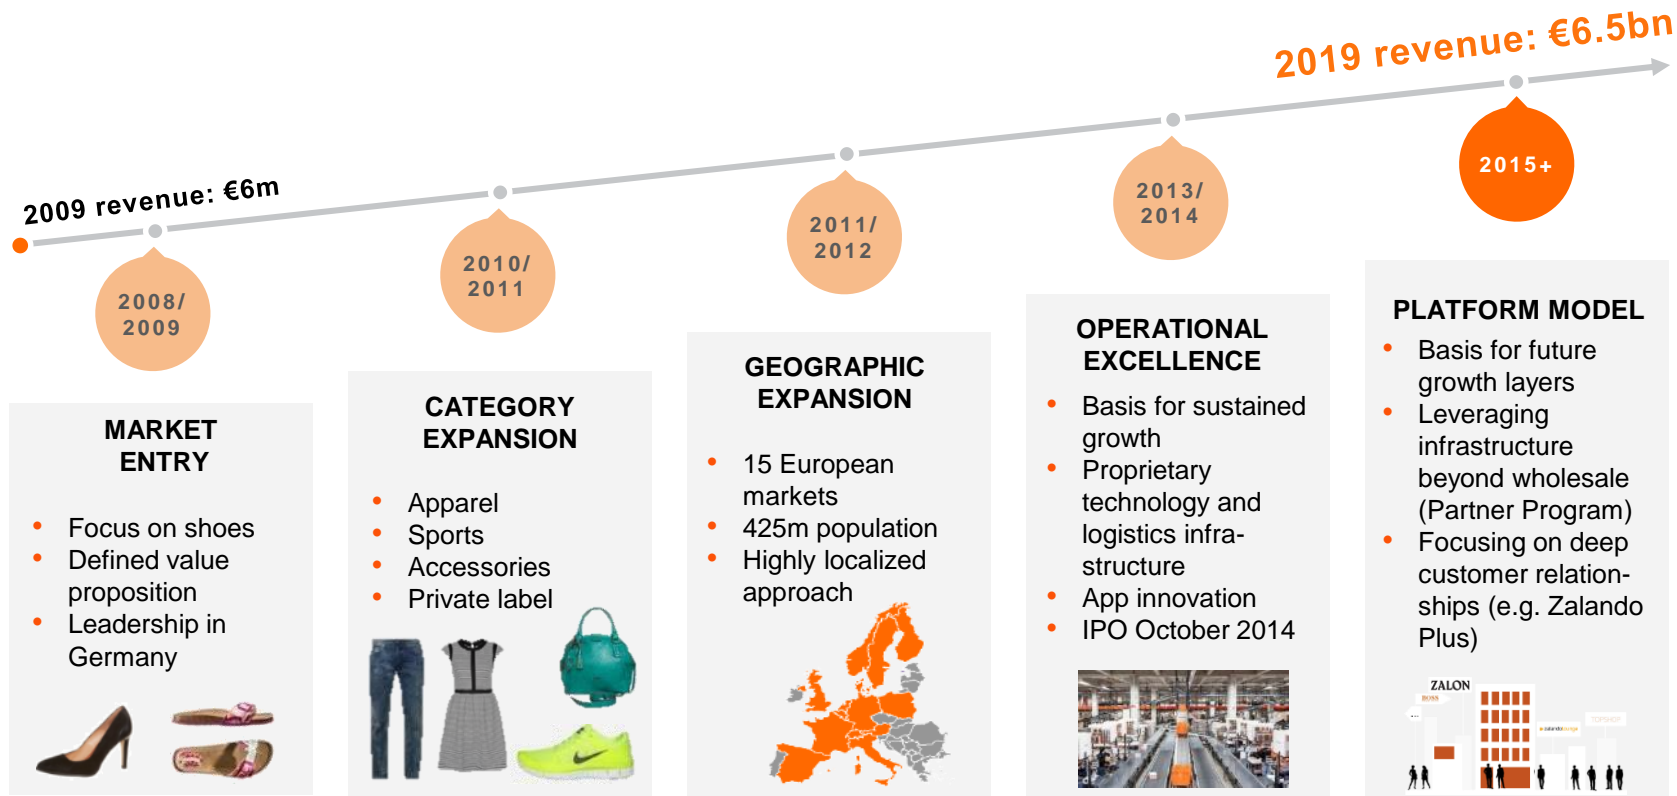 2019 revenue: €6.5bn
2009 revenue: €6m
2008/
2009
2010/
2011
2011/
2012
2013/
2014
2015+
MARKET
ENTRY
• Focus on shoes
• Defined value
proposition
• Leadership in
Germany
CATEGORY
EXPANSION
• Apparel
• Sports
• Accessories
• Private label
GEOGRAPHIC
EXPANSION
• 15 European
markets
• 425m population
• Highly localized
approach
OPERATIONAL
EXCELLENCE
• Basis for sustained
growth
• Proprietary
technology and
logistics infra-
structure
• App innovation
• IPO October 2014
PLATFORM MODEL
• Basis for future
growth layers
• Leveraging
infrastructure
beyond wholesale
(Partner Program)
• Focusing on deep
customer relation-
ships (e.g. Zalando
Plus)
ZALON
BOSS
TOPSHOP
zalandolounge